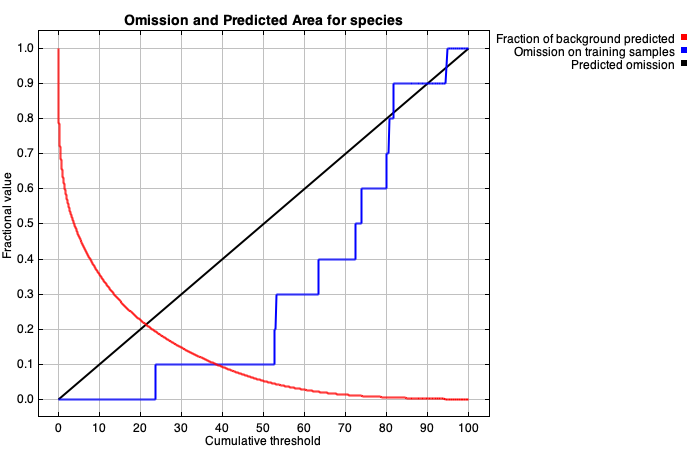 Omission and Predicted Area for species
Fraction of background predicted
Omission on training samples
Predicted omission
Fractional value
1.0
0.9
0.8
0.7
0.6
0.5
0.4
0.3
0.2
0.1
0.0
0 10 20 30 40 50 60 70 80 90 100
Cumulative threshold